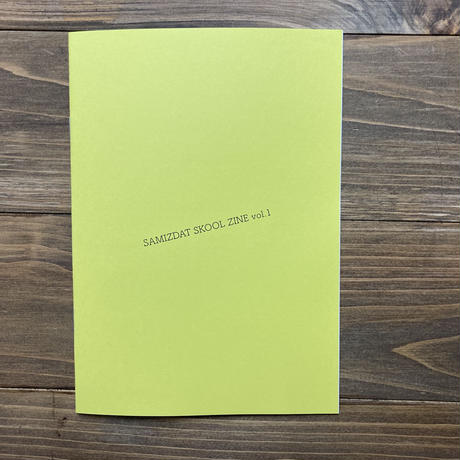 SAMIZDAT SKOOL ZINE vol.1